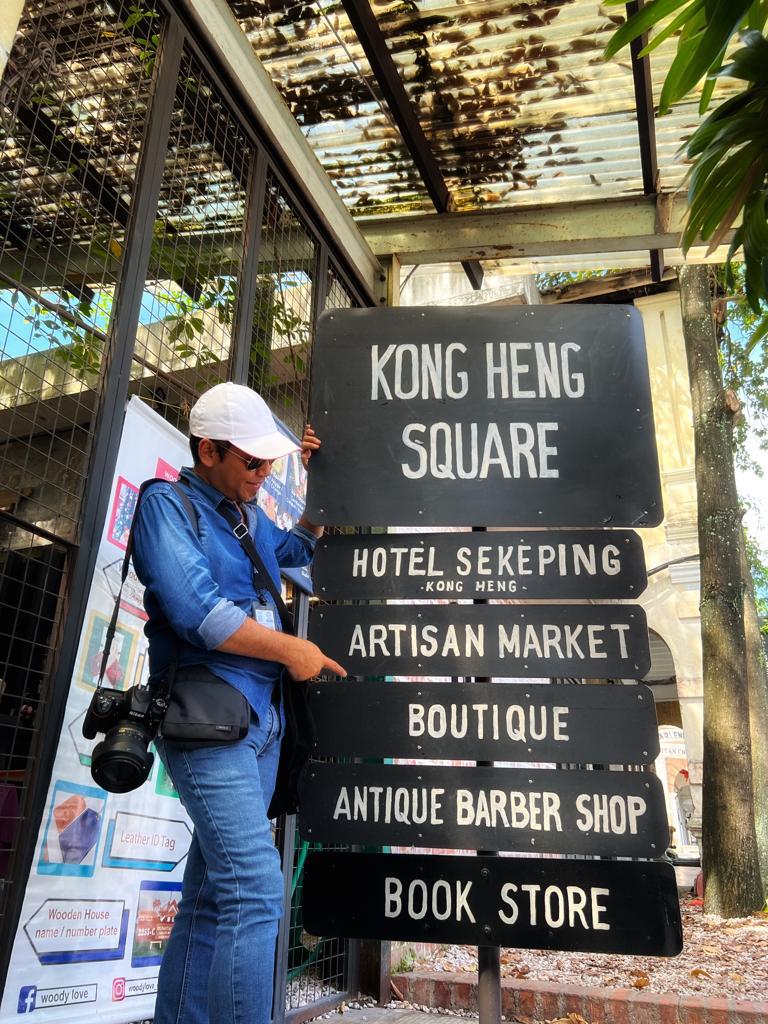 KONG HENG
SQUARE
HOTEL SEKEPING
-KONG HENG-
ARTISAN MARKET
BOUTIQUE
ANTIQUE BARBER SHOP
BOOK STORE
Leather ID Tag
Wooden House
name / number plate
woody love
Nikon